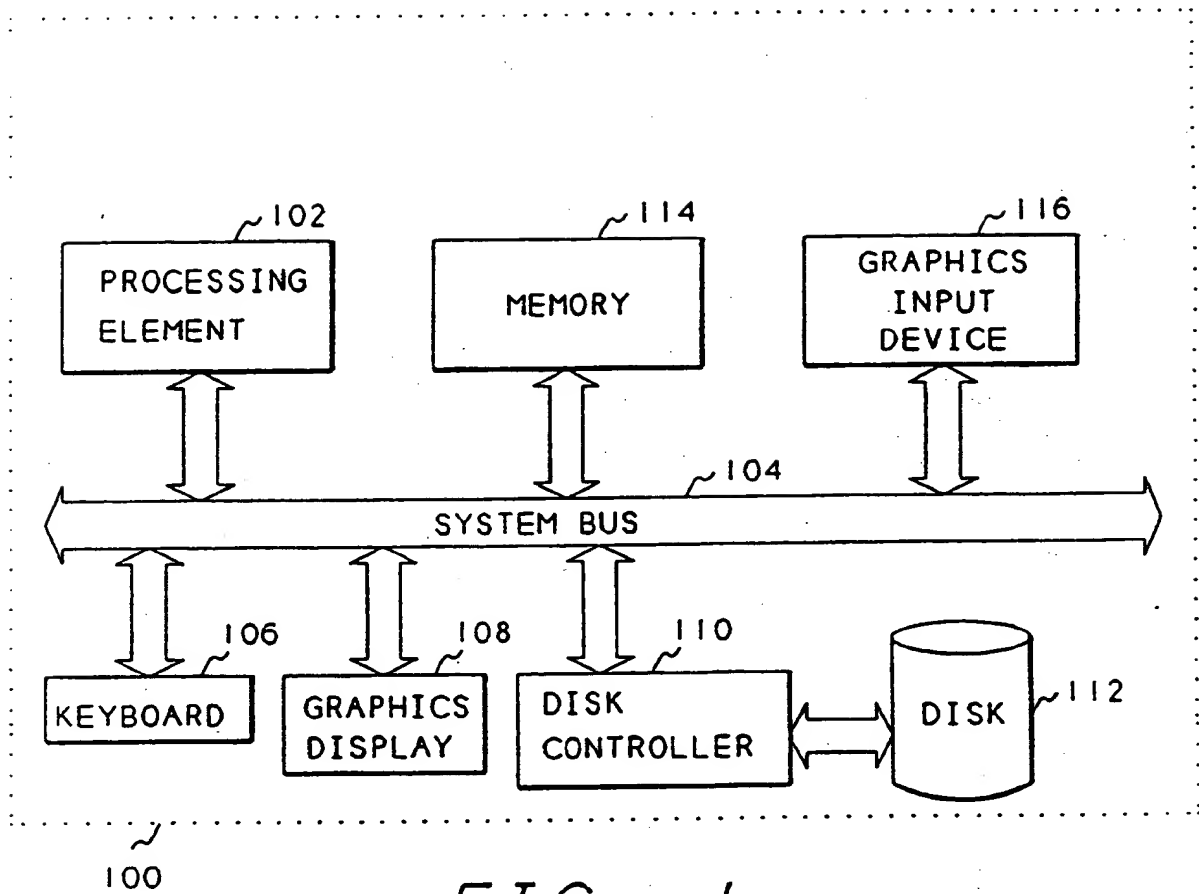 102
114
116
PROCESSING
ELEMENT
MEMORY
GRAPHICS
INPUT
DEVICE
104
SYSTEM BUS
106
108
110
112
KEYBOARD
GRAPHICS
DISPLAY
DISK
CONTROLLER
DISK
100